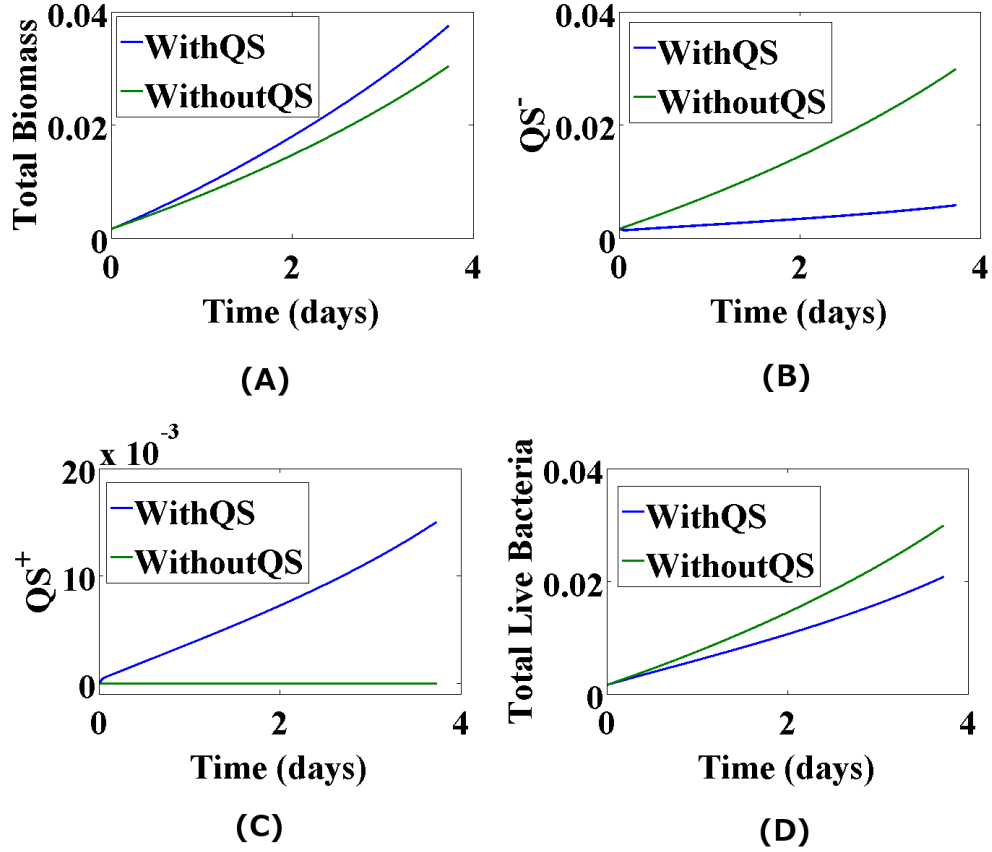 Total Biomass
0.04
0.02
0
WithQS
WithoutQS
0 2 4
Time (days)
(A)
QS-
0.04
0.02
0
WithQS
WithoutQS
0 2 4
Time (days)
(B)
QS+
x 10-3
20
10
0
WithQS
WithoutQS
0 2 4
Time (days)
(C)
Total Live Bacteria
0.04
0.02
0
WithQS
WithoutQS
0 2 4
Time (days)
(D)